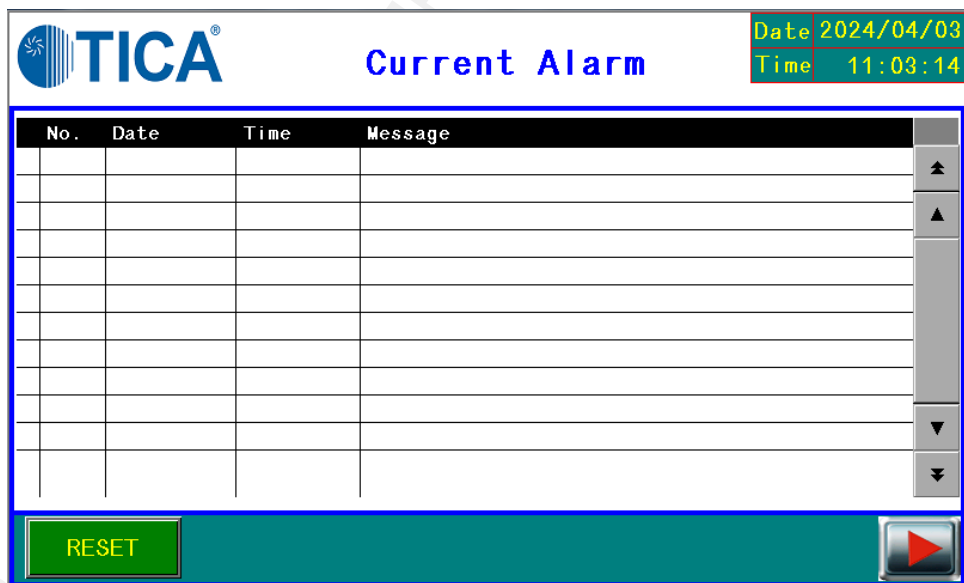 TICA®
Current Alarm
Date 2024/04/03
Time 11:03:14
No. Date Time Message
RESET